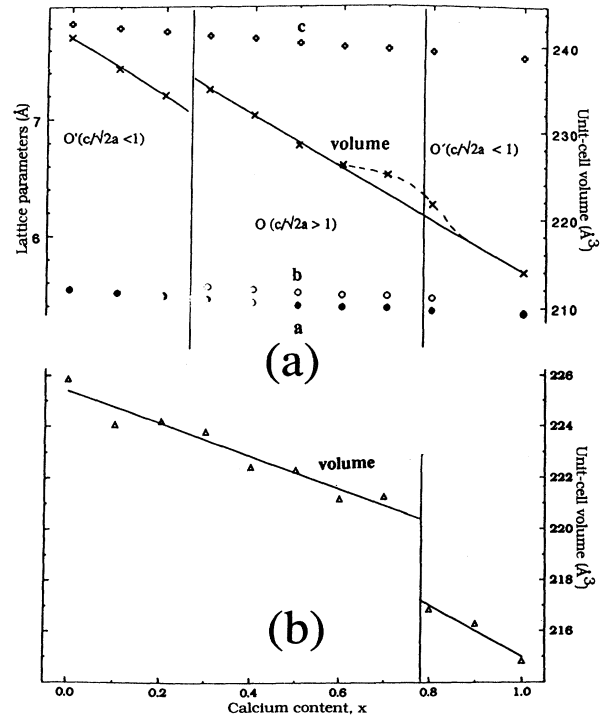 c
240
7
230
220
6
210
Lattice parameters (Å)
Unit-cell volume (Å³)
O'(c/√2a <1)
volume
O´(c/√2a < 1)
O (c/√2a > 1)
b
a
(a)
226
224
222
220
218
216
volume
Unit-cell volume (Å³)
(b)
0.0 0.2 0.4 0.6 0.8 1.0
Calcium content, x